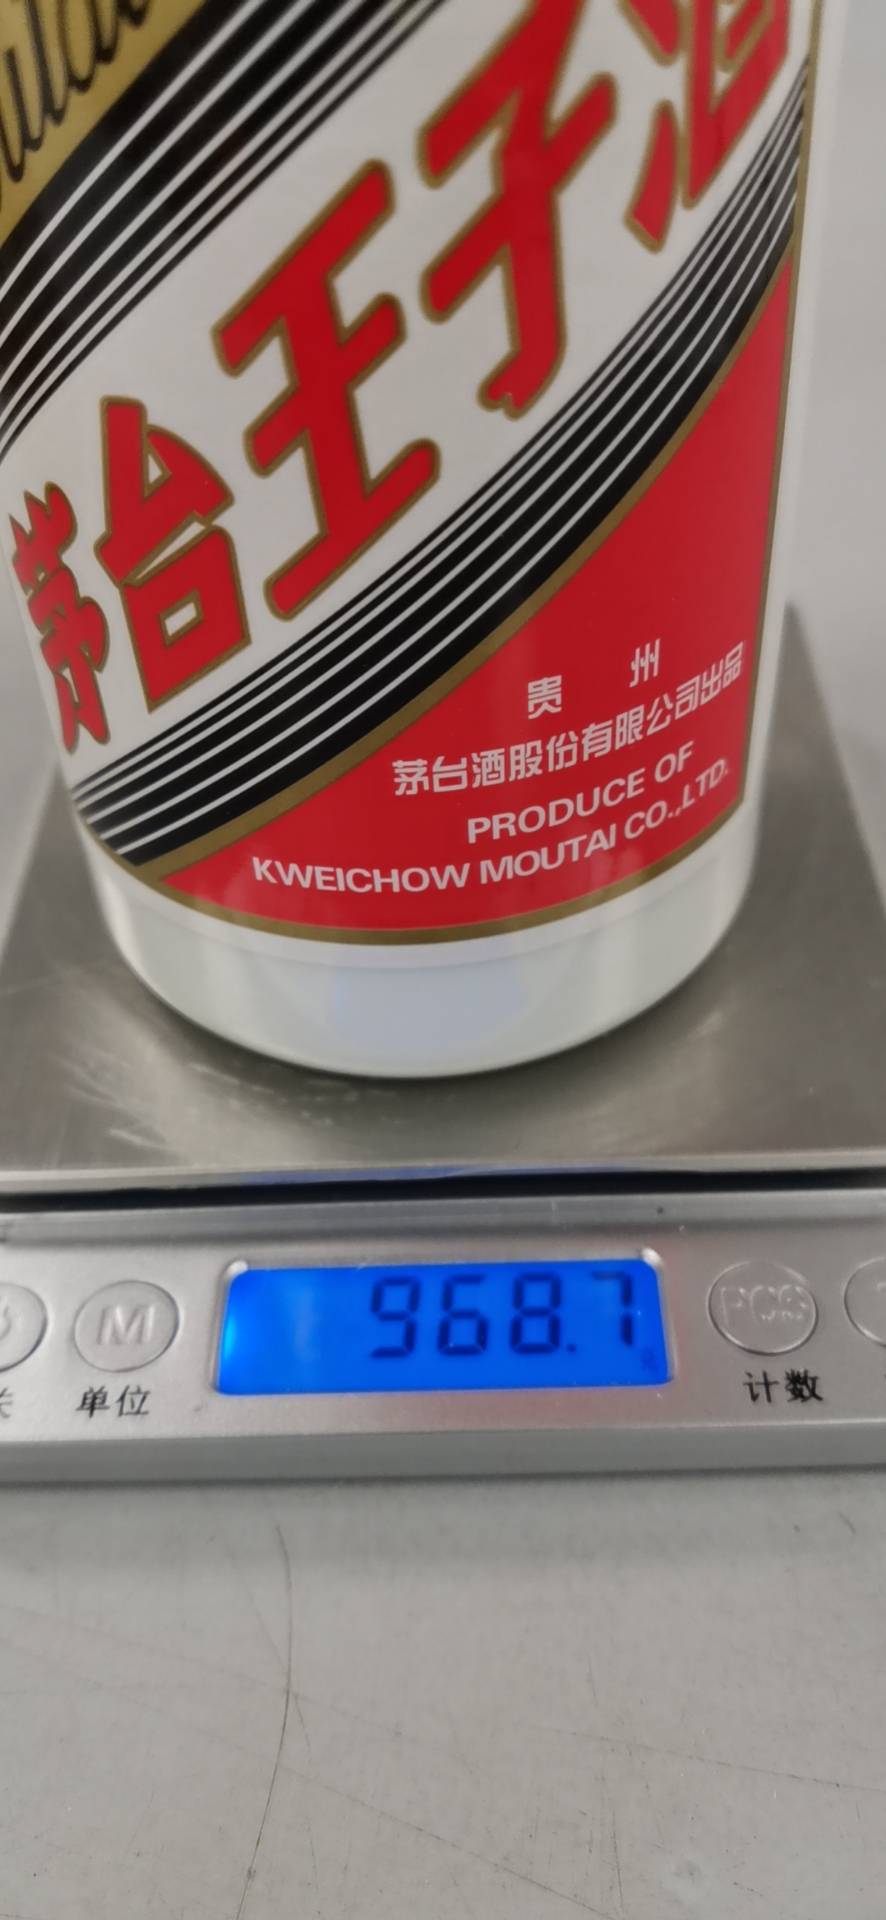 茅台王子酒
贵 州
茅台酒股份有限公司出品
PRODUCE OF
KWEICHOW MOUTAI CO.,LTD.
968.7
M
PCS
单位
计数